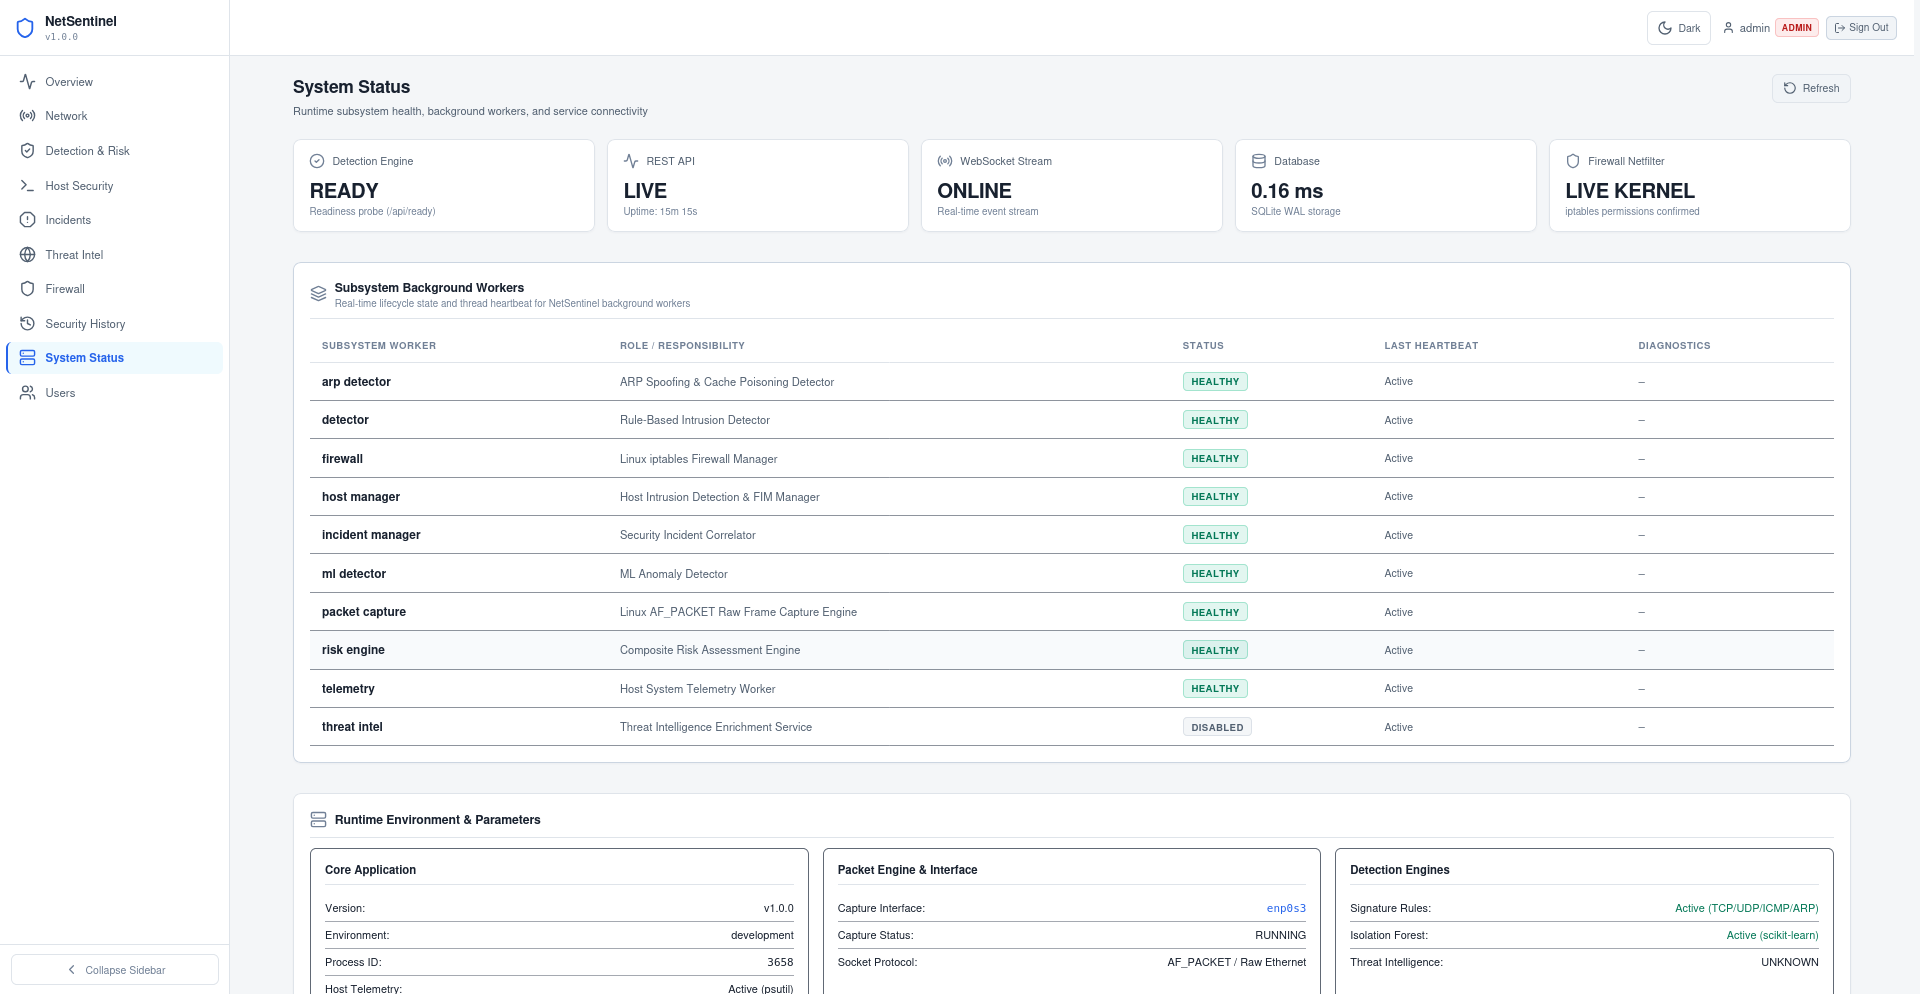 NetSentinel
v1.0.0
Dark
admin ADMIN
Sign Out
Overview
Network
Detection & Risk
Host Security
Incidents
Threat Intel
Firewall
Security History
System Status
Users
Collapse Sidebar
System Status
Runtime subsystem health, background workers, and service connectivity
Refresh
Detection Engine
READY
Readiness probe (/api/ready)
REST API
LIVE
Uptime: 15m 15s
WebSocket Stream
ONLINE
Real-time event stream
Database
0.16 ms
SQLite WAL storage
Firewall Netfilter
LIVE KERNEL
iptables permissions confirmed
Subsystem Background Workers
Real-time lifecycle state and thread heartbeat for NetSentinel background workers
SUBSYSTEM WORKER ROLE / RESPONSIBILITY STATUS LAST HEARTBEAT DIAGNOSTICS
arp detector ARP Spoofing & Cache Poisoning Detector HEALTHY Active –
detector Rule-Based Intrusion Detector HEALTHY Active –
firewall Linux iptables Firewall Manager HEALTHY Active –
host manager Host Intrusion Detection & FIM Manager HEALTHY Active –
incident manager Security Incident Correlator HEALTHY Active –
ml detector ML Anomaly Detector HEALTHY Active –
packet capture Linux AF_PACKET Raw Frame Capture Engine HEALTHY Active –
risk engine Composite Risk Assessment Engine HEALTHY Active –
telemetry Host System Telemetry Worker HEALTHY Active –
threat intel Threat Intelligence Enrichment Service DISABLED Active –
Runtime Environment & Parameters
Core Application
Version: v1.0.0
Environment: development
Process ID: 3658
Host Telemetry: Active (psutil)
Packet Engine & Interface
Capture Interface: enp0s3
Capture Status: RUNNING
Socket Protocol: AF_PACKET / Raw Ethernet
Detection Engines
Signature Rules: Active (TCP/UDP/ICMP/ARP)
Isolation Forest: Active (scikit-learn)
Threat Intelligence: UNKNOWN